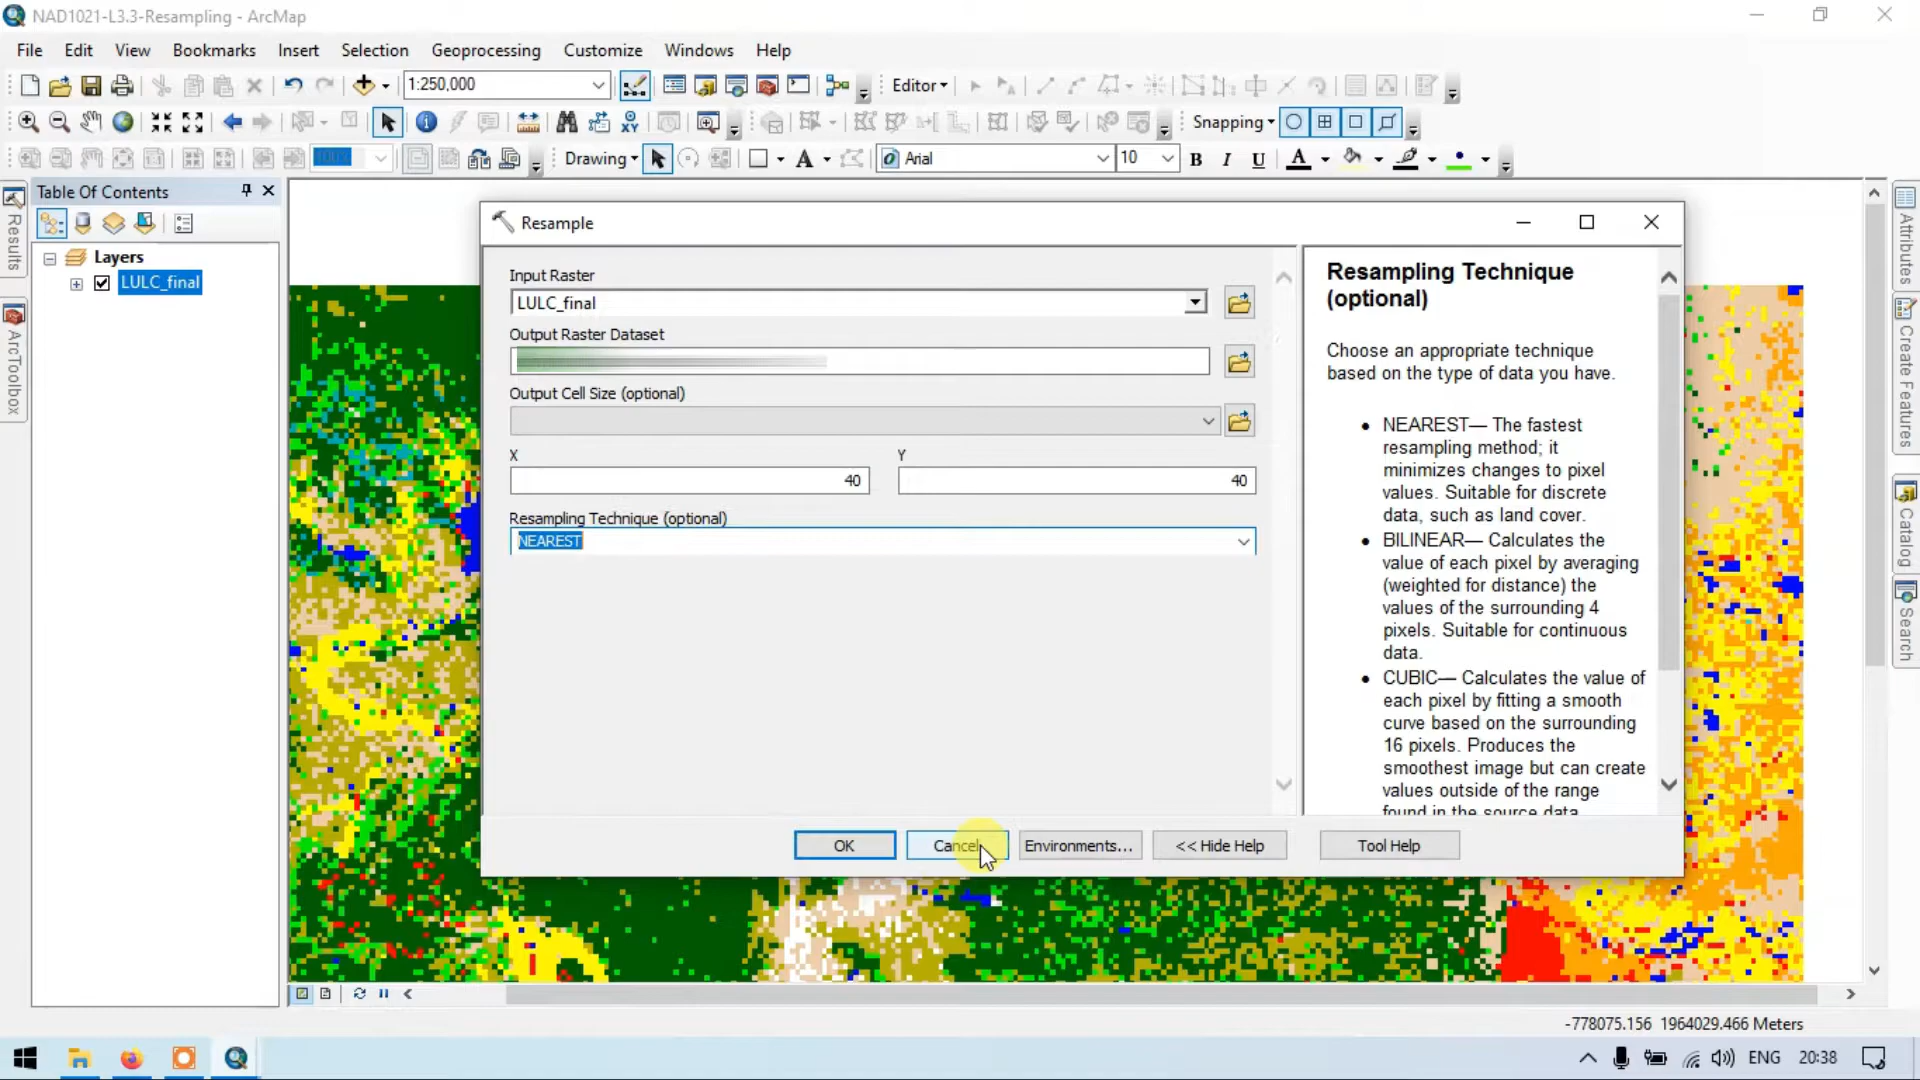 NAD1021-L3.3-Resampling - ArcMap
File Edit View Bookmarks Insert Selection Geoprocessing Customize Windows Help
1:250,000
Editor
Snapping
100%
Drawing
A
Arial
10
B I U A
Table Of Contents
Results
ArcToolbox
Layers
LULC_final
Resample
Input Raster
LULC_final
Output Raster Dataset
Output Cell Size (optional)
X
Y
40
40
Resampling Technique (optional)
NEAREST
Resampling Technique
(optional)
Choose an appropriate technique
based on the type of data you have.
NEAREST— The fastest
resampling method; it
minimizes changes to pixel
values. Suitable for discrete
data, such as land cover.
BILINEAR— Calculates the
value of each pixel by averaging
(weighted for distance) the
values of the surrounding 4
pixels. Suitable for continuous
data.
CUBIC— Calculates the value of
each pixel by fitting a smooth
curve based on the surrounding
16 pixels. Produces the
smoothest image but can create
values outside of the range
found in the source data
OK
Cancel
Environments...
<< Hide Help
Tool Help
Attributes
Create Features
Catalog
Search
-778075.156 1964029.466 Meters
ENG 20:38